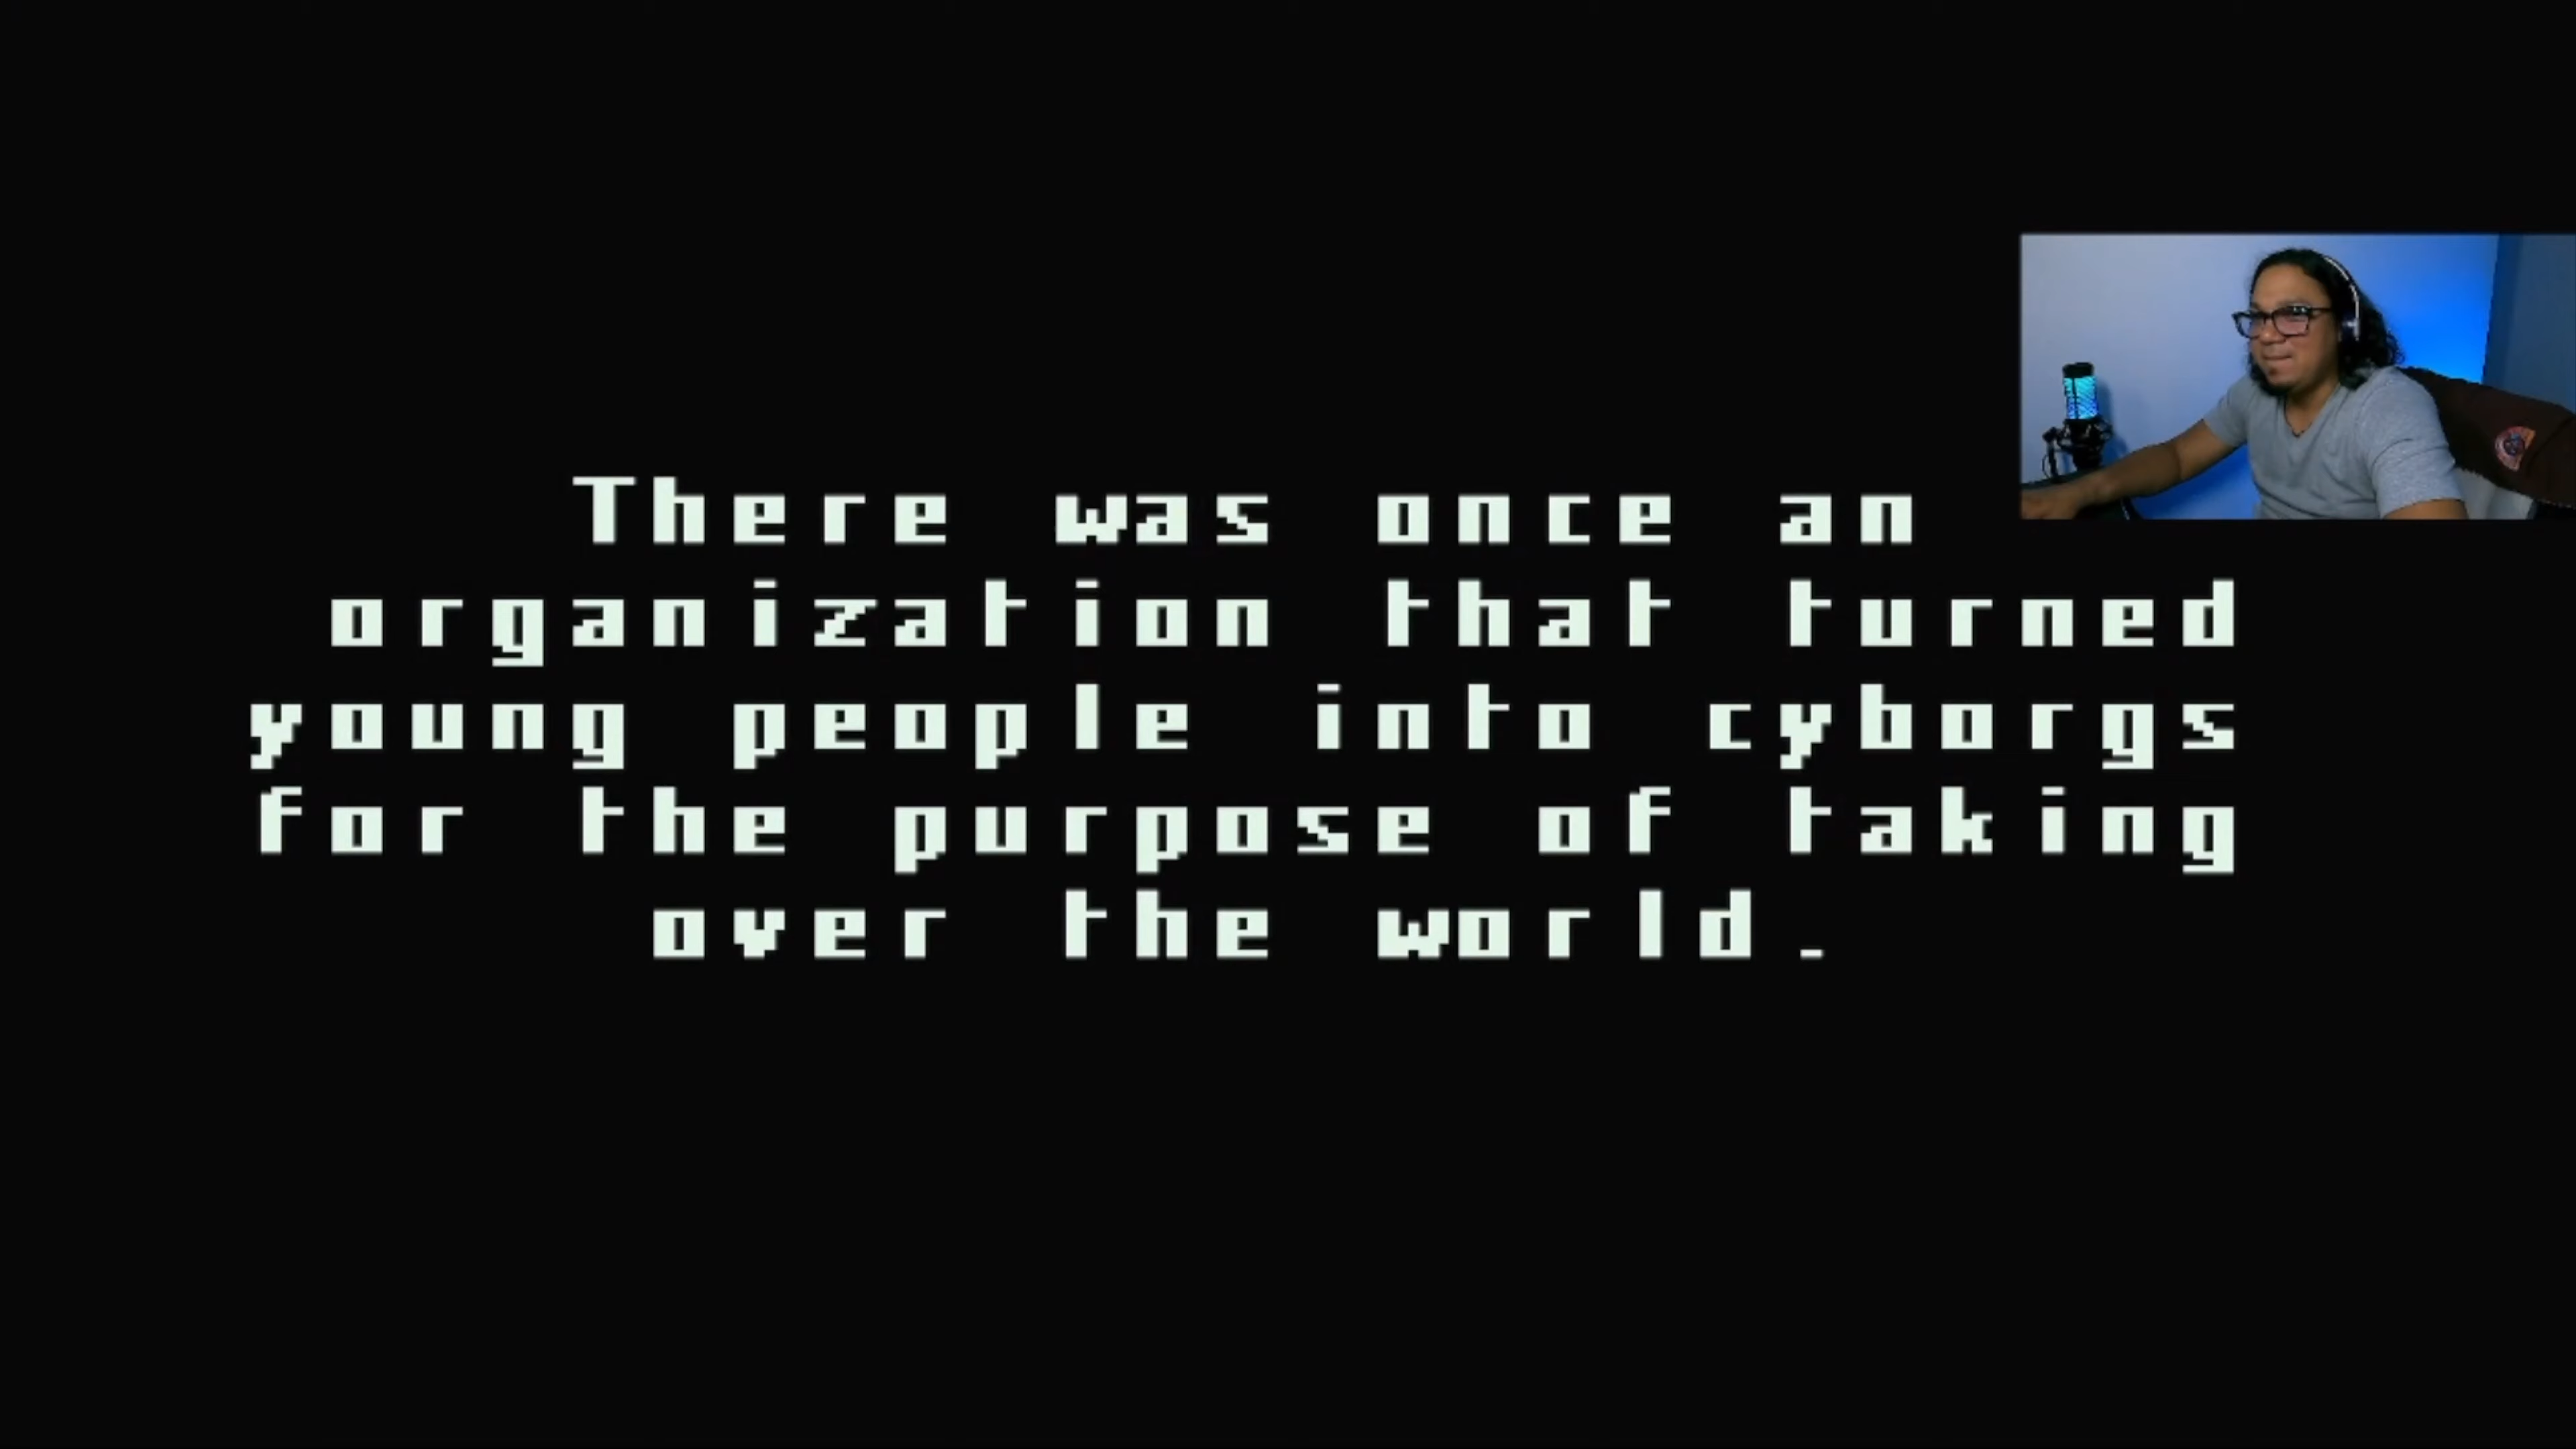 There was once an
organization that turned
young people into cyborgs
for the purpose of taking
over the world.